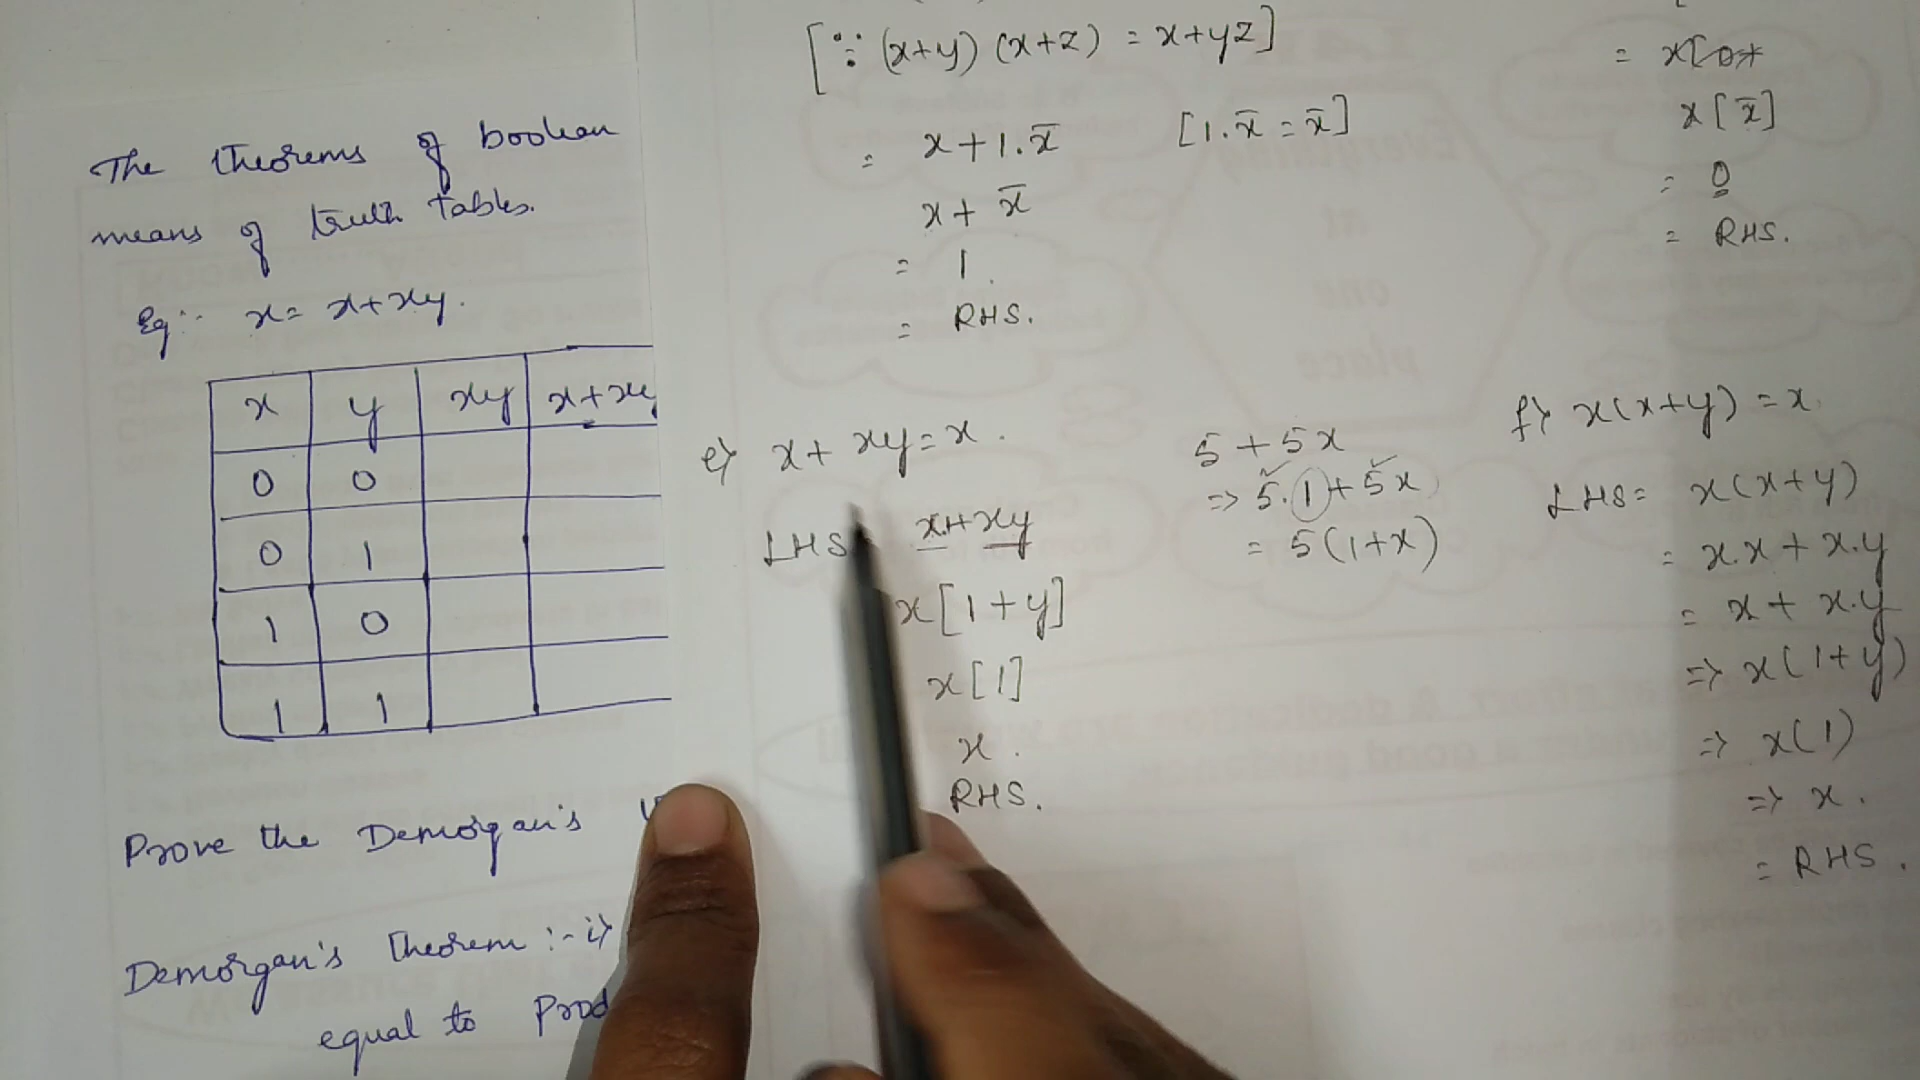 The theorems of boolean
means of truth tables.
Eg:- x = x+xy.
x y xy x+xy
0 0
0 1
1 0
1 1
Prove the Demorgan's
Demorgan's Theorem :- i)
equal to Prod
[∵ (x+y) (x+z) = x+yz]
= x+1.x̅ [1.x̅ = x̅]
x+ x̅
= 1
= RHS.
e) x+ xy = x.
LHS= x+xy
x[1+y]
x[1]
x.
RHS.
5+5x
=> 5.1+5x
= 5(1+x)
x[x̅]
= 0
= RHS.
f) x(x+y) = x
LHS= x(x+y)
= x.x + x.y
= x+ x.y
=> x(1+y)
=> x(1)
=> x.
= RHS.